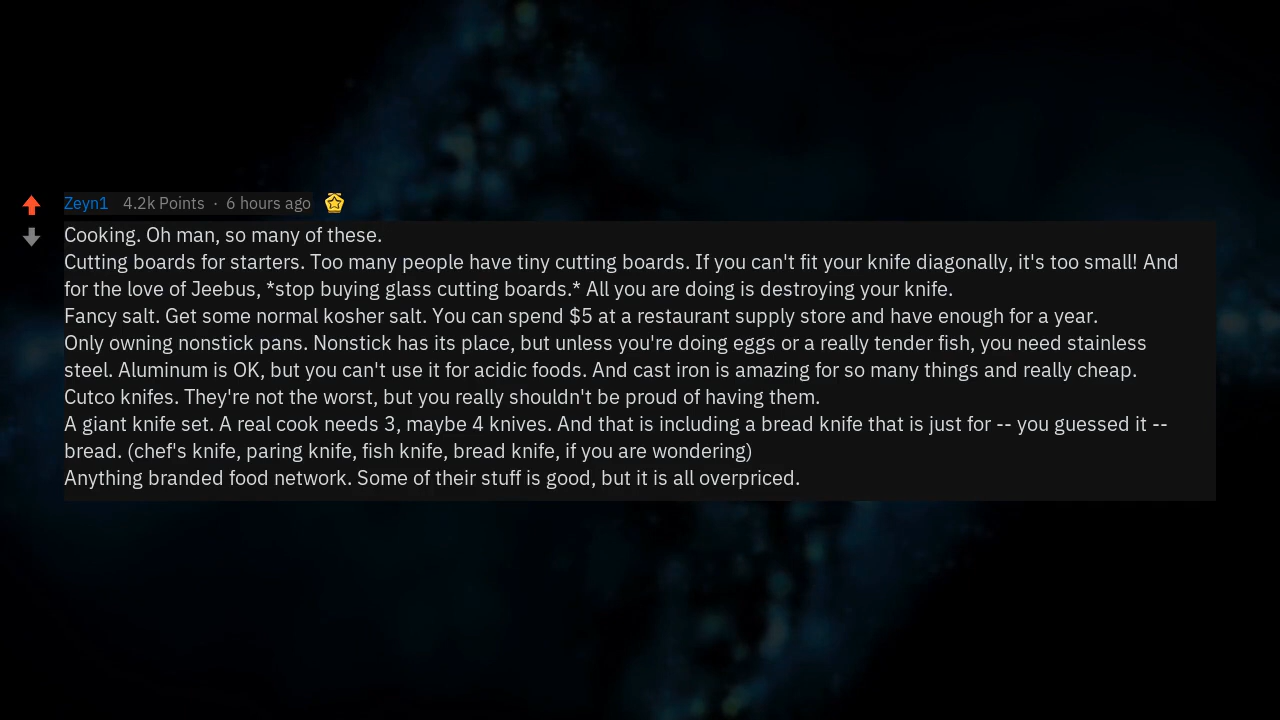 Zeyn1 4.2k Points · 6 hours ago
Cooking. Oh man, so many of these.
Cutting boards for starters. Too many people have tiny cutting boards. If you can't fit your knife diagonally, it's too small! And
for the love of Jeebus, *stop buying glass cutting boards.* All you are doing is destroying your knife.
Fancy salt. Get some normal kosher salt. You can spend $5 at a restaurant supply store and have enough for a year.
Only owning nonstick pans. Nonstick has its place, but unless you're doing eggs or a really tender fish, you need stainless
steel. Aluminum is OK, but you can't use it for acidic foods. And cast iron is amazing for so many things and really cheap.
Cutco knifes. They're not the worst, but you really shouldn't be proud of having them.
A giant knife set. A real cook needs 3, maybe 4 knives. And that is including a bread knife that is just for -- you guessed it --
bread. (chef's knife, paring knife, fish knife, bread knife, if you are wondering)
Anything branded food network. Some of their stuff is good, but it is all overpriced.